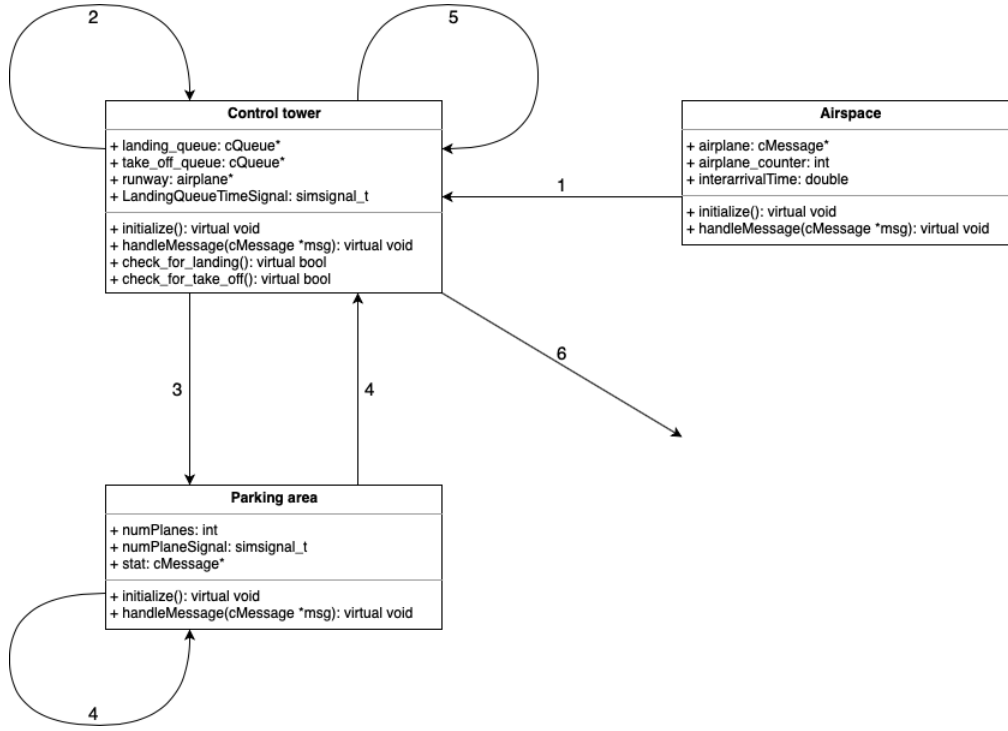 2
5
Control tower
+ landing_queue: cQueue*
+ take_off_queue: cQueue*
+ runway: airplane*
+ LandingQueueTimeSignal: simsignal_t
+ initialize(): virtual void
+ handleMessage(cMessage *msg): virtual void
+ check_for_landing(): virtual bool
+ check_for_take_off(): virtual bool
1
Airspace
+ airplane: cMessage*
+ airplane_counter: int
+ interarrivalTime: double
+ initialize(): virtual void
+ handleMessage(cMessage *msg): virtual void
6
3
4
Parking area
+ numPlanes: int
+ numPlaneSignal: simsignal_t
+ stat: cMessage*
+ initialize(): virtual void
+ handleMessage(cMessage *msg): virtual void
4